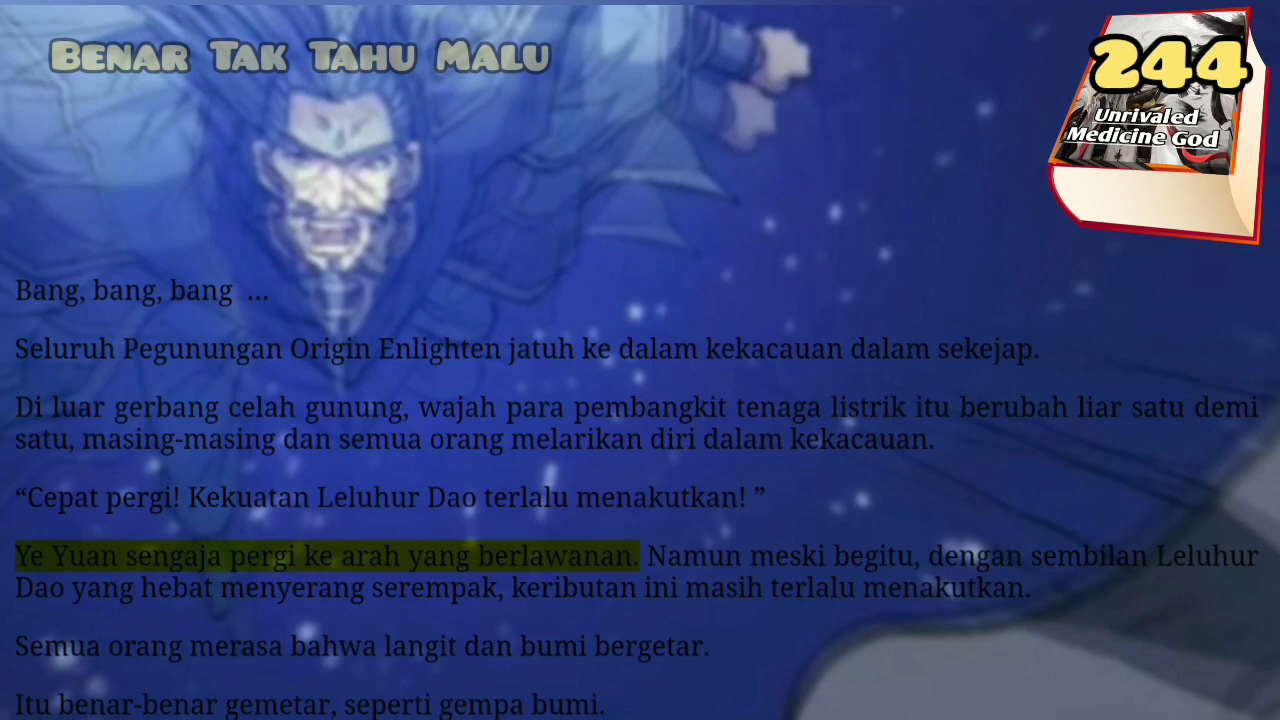 Benar Tak Tahu Malu
244
Unrivaled
Medicine God
Bang, bang, bang  ...
Seluruh Pegunungan Origin Enlighten jatuh ke dalam kekacauan dalam sekejap.
Di luar gerbang celah gunung, wajah para pembangkit tenaga listrik itu berubah liar satu demi
satu, masing-masing dan semua orang melarikan diri dalam kekacauan.
“Cepat pergi! Kekuatan Leluhur Dao terlalu menakutkan! ”
Ye Yuan sengaja pergi ke arah yang berlawanan. Namun meski begitu, dengan sembilan Leluhur
Dao yang hebat menyerang serempak, keributan ini masih terlalu menakutkan.
Semua orang merasa bahwa langit dan bumi bergetar.
Itu benar-benar gemetar, seperti gempa bumi.